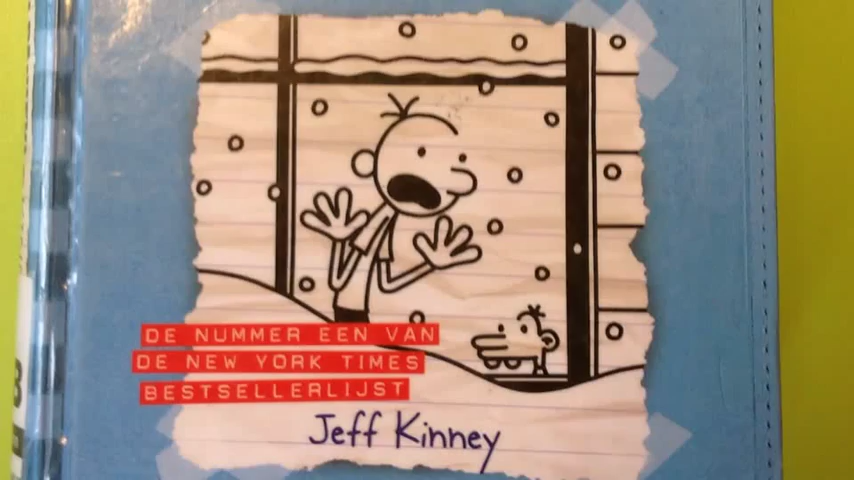 DE NUMMER EEN VAN
DE NEW YORK TIMES
BESTSELLERLIJST
Jeff Kinney